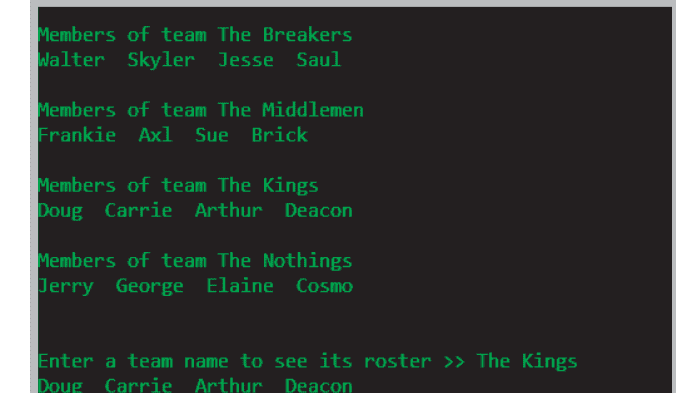 Members of team The Breakers
Walter  Skyler  Jesse  Saul
Members of team The Middlemen
Frankie  Axl  Sue  Brick
Members of team The Kings
Doug  Carrie  Arthur  Deacon
Members of team The Nothings
Jerry  George  Elaine  Cosmo
Enter a team name to see its roster >> The Kings
Doug  Carrie  Arthur  Deacon